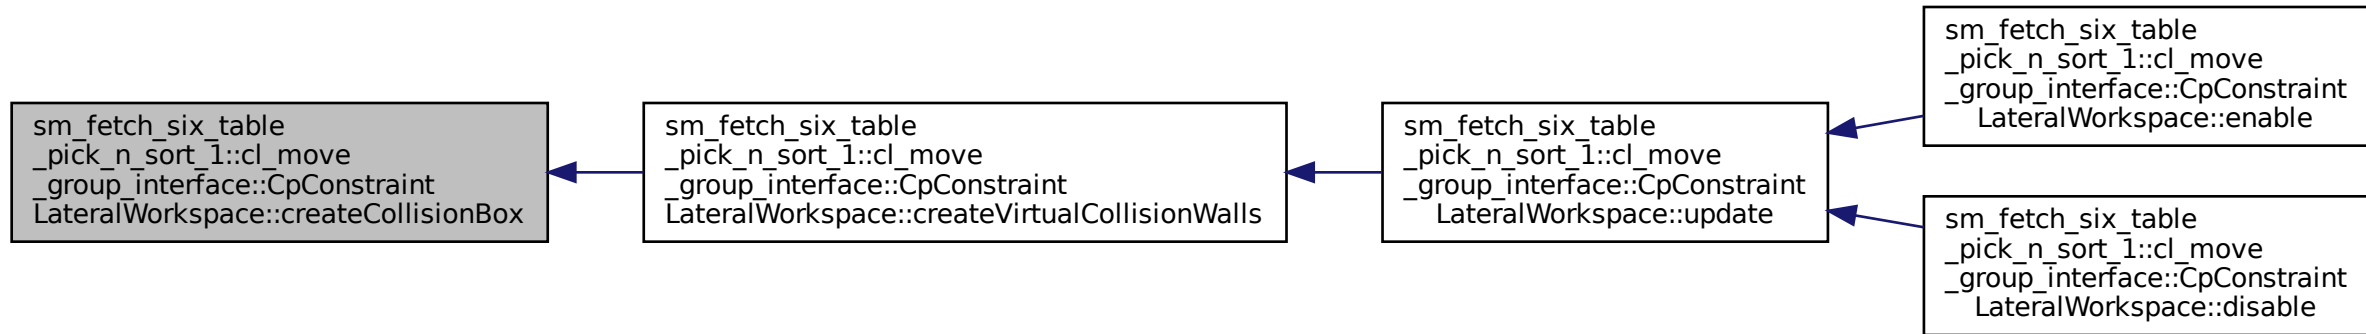 sm_fetch_six_table
_pick_n_sort_1::cl_move
_group_interface::CpConstraint
LateralWorkspace::createCollisionBox
sm_fetch_six_table
_pick_n_sort_1::cl_move
_group_interface::CpConstraint
LateralWorkspace::createVirtualCollisionWalls
sm_fetch_six_table
_pick_n_sort_1::cl_move
_group_interface::CpConstraint
LateralWorkspace::update
sm_fetch_six_table
_pick_n_sort_1::cl_move
_group_interface::CpConstraint
LateralWorkspace::enable
sm_fetch_six_table
_pick_n_sort_1::cl_move
_group_interface::CpConstraint
LateralWorkspace::disable